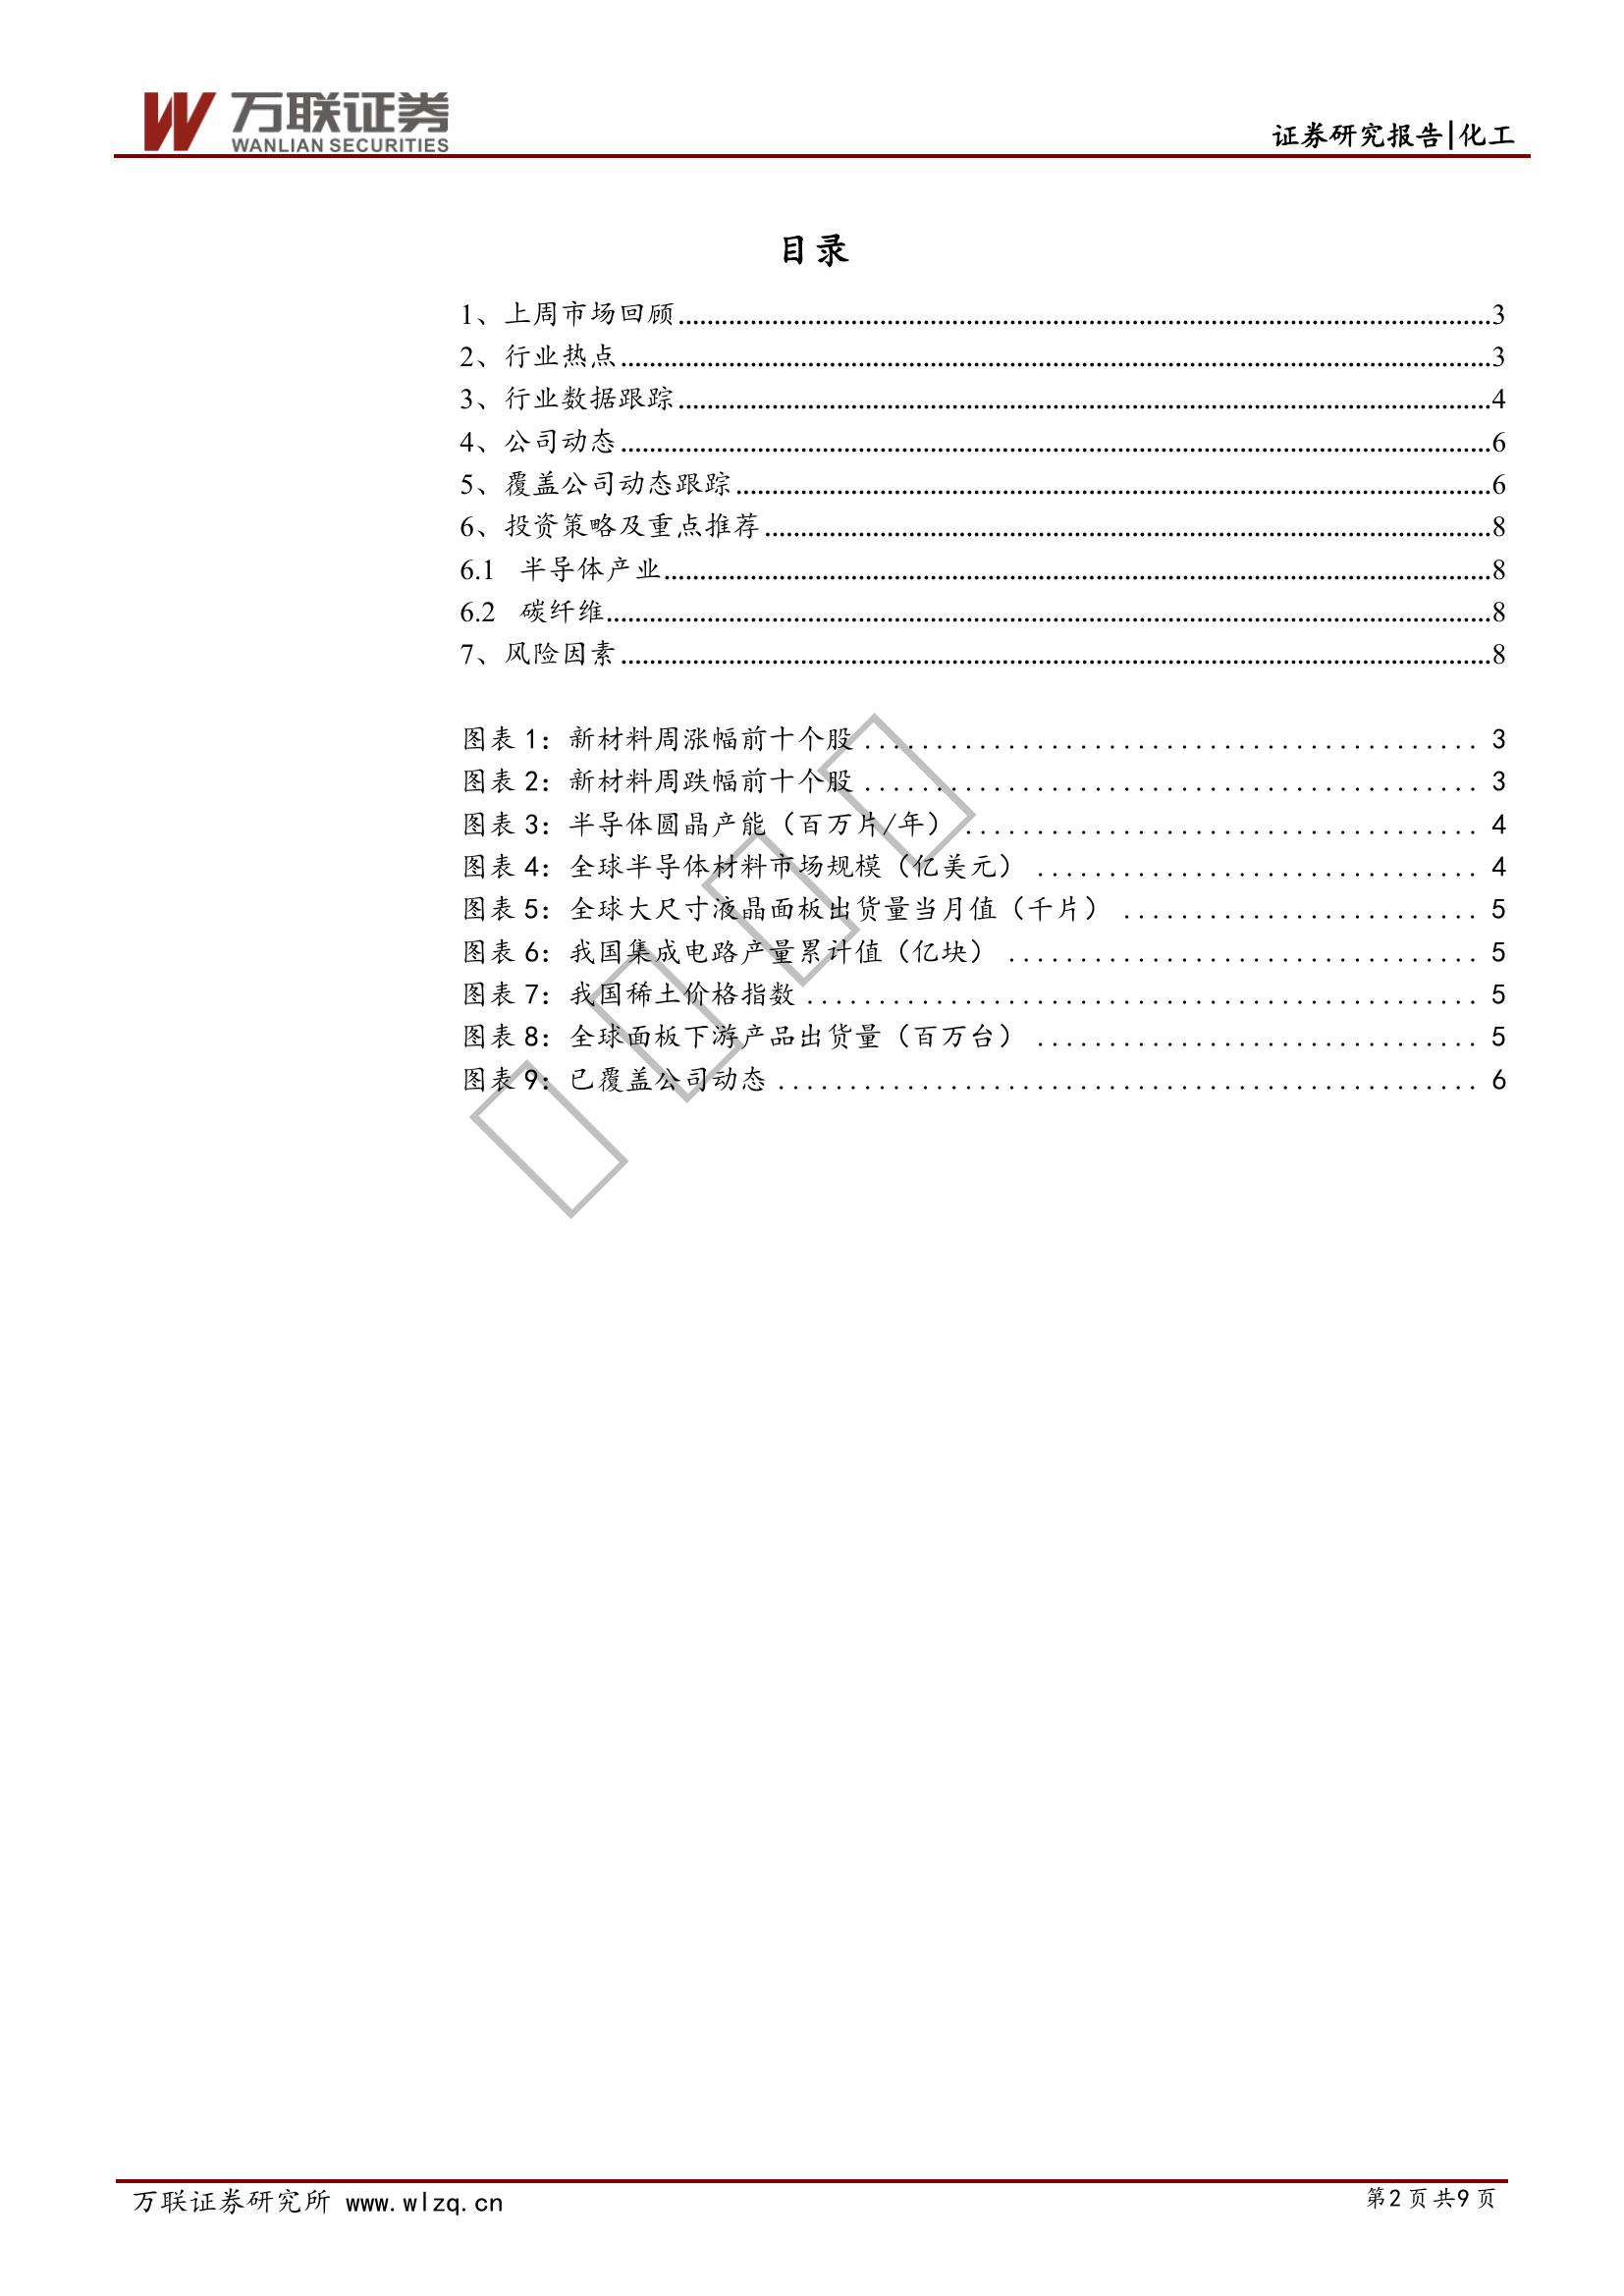 万联证券
WANLIAN SECURITIES
证券研究报告|化工
目录
1、上周市场回顾........................3
2、行业热点........................3
3、行业数据跟踪........................4
4、公司动态........................6
5、覆盖公司动态跟踪........................6
6、投资策略及重点推荐........................8
6.1 半导体产业........................8
6.2 碳纤维........................8
7、风险因素........................8
图表 1：新材料周涨幅前十个股........................3
图表 2：新材料周跌幅前十个股........................3
图表 3：半导体圆晶产能（百万片/年）........................4
图表 4：全球半导体材料市场规模（亿美元）........................4
图表 5：全球大尺寸液晶面板出货量当月值（千片）........................5
图表 6：我国集成电路产量累计值（亿块）........................5
图表 7：我国稀土价格指数........................5
图表 8：全球面板下游产品出货量（百万台）........................5
图表 9：已覆盖公司动态........................6
万联证券研究所 www.wlzq.cn
第2页共9页